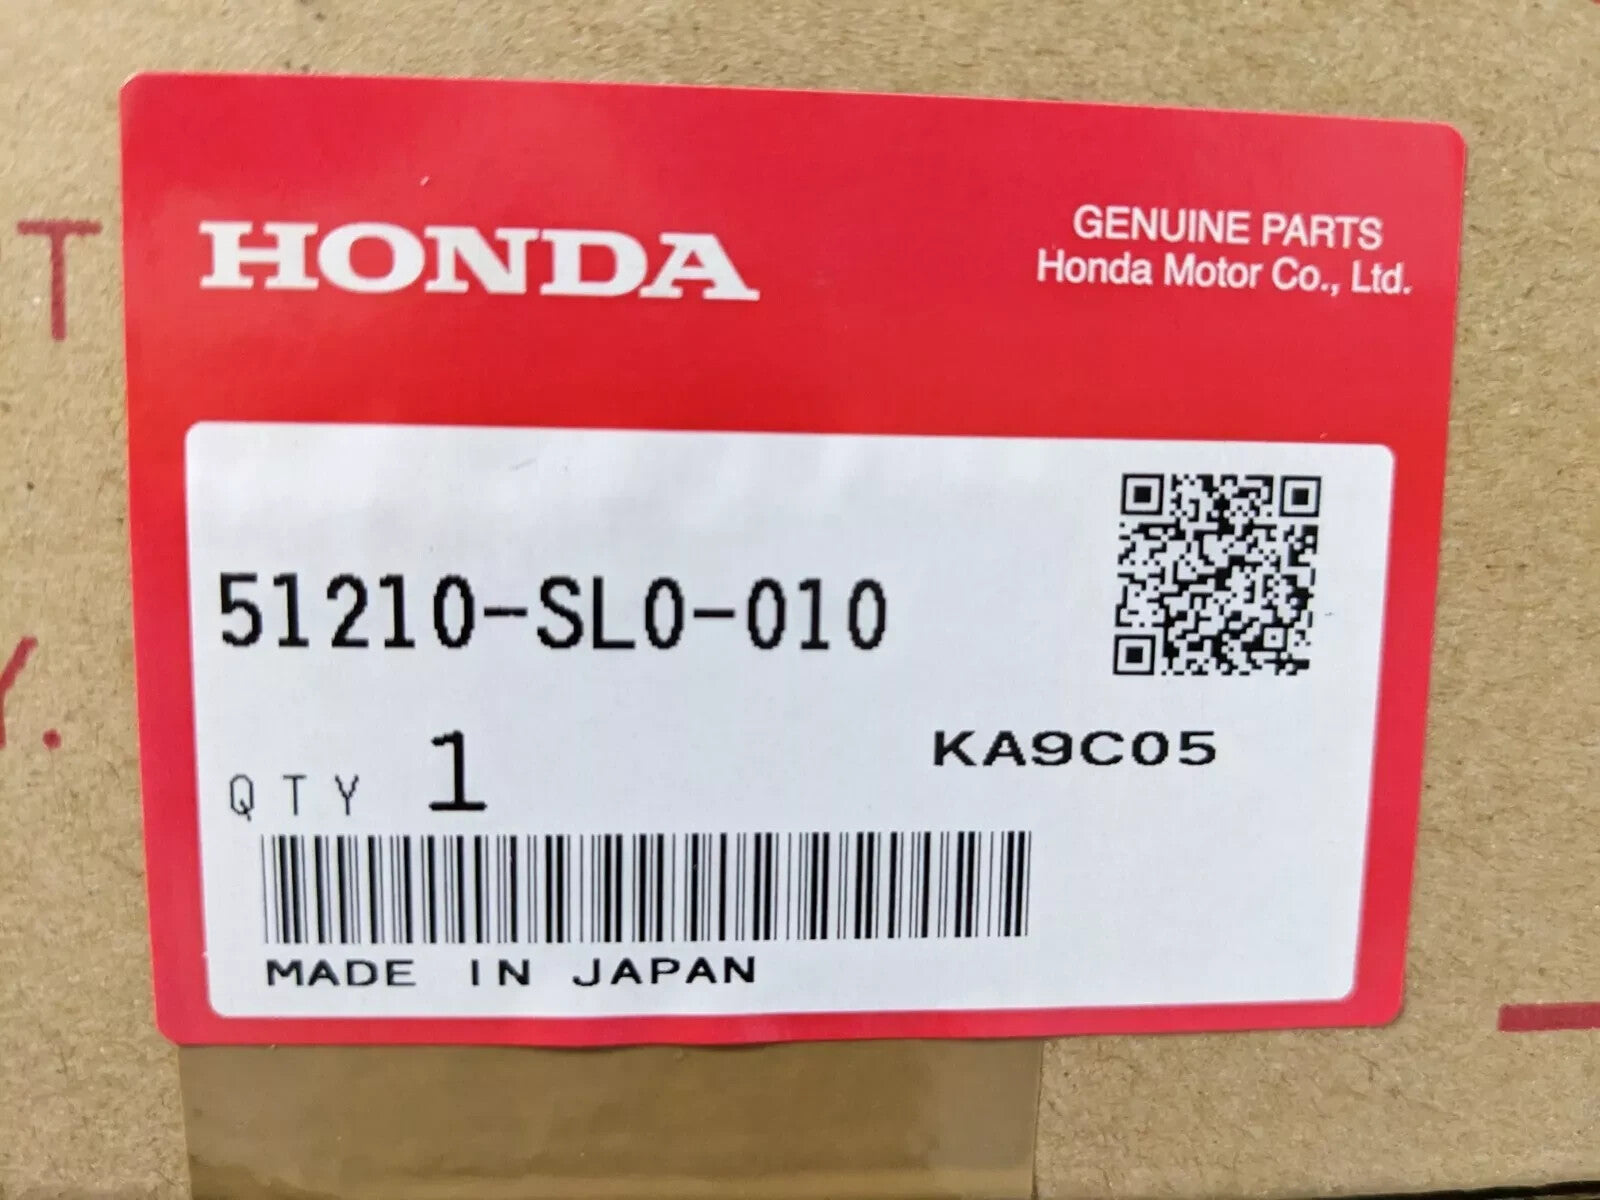 HONDA
GENUINE PARTS
Honda Motor Co., Ltd.
51210-SL0-010
QTY 1
KA9C05
MADE IN JAPAN
T
Y.